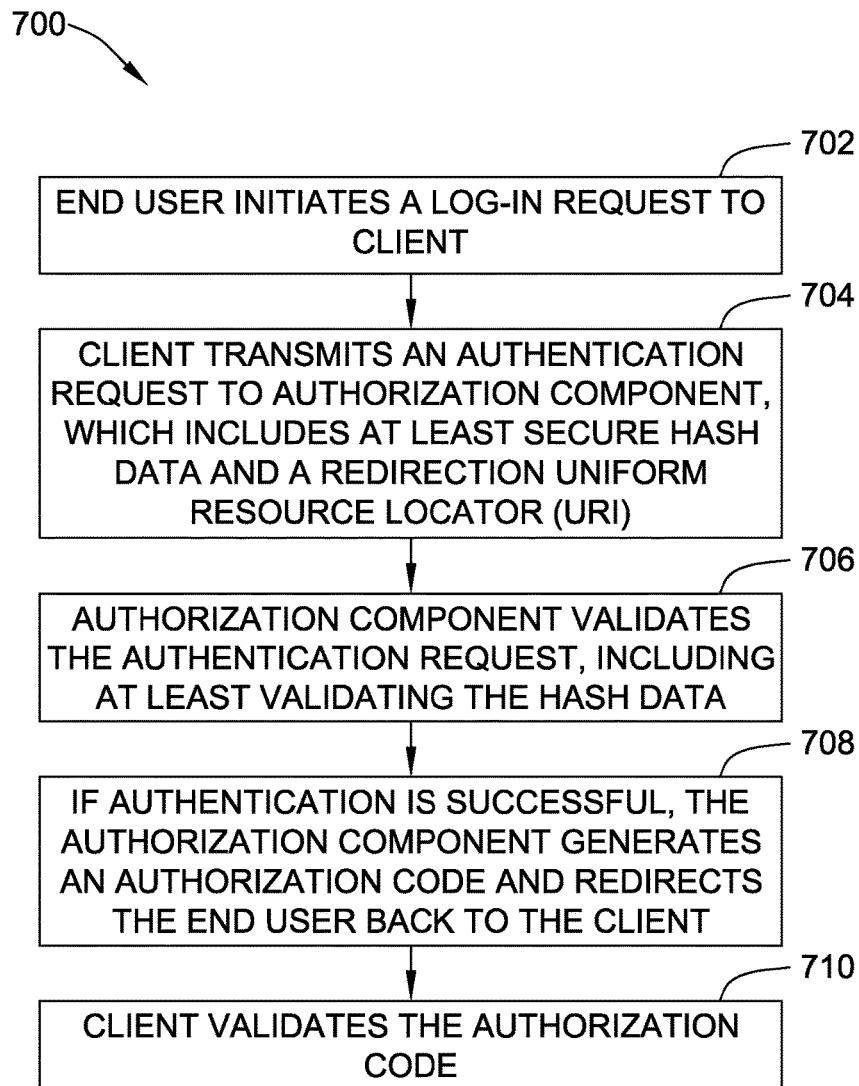 700
702
END USER INITIATES A LOG-IN REQUEST TO
CLIENT
704
CLIENT TRANSMITS AN AUTHENTICATION
REQUEST TO AUTHORIZATION COMPONENT,
WHICH INCLUDES AT LEAST SECURE HASH
DATA AND A REDIRECTION UNIFORM
RESOURCE LOCATOR (URI)
706
AUTHORIZATION COMPONENT VALIDATES
THE AUTHENTICATION REQUEST, INCLUDING
AT LEAST VALIDATING THE HASH DATA
708
IF AUTHENTICATION IS SUCCESSFUL, THE
AUTHORIZATION COMPONENT GENERATES
AN AUTHORIZATION CODE AND REDIRECTS
THE END USER BACK TO THE CLIENT
710
CLIENT VALIDATES THE AUTHORIZATION
CODE